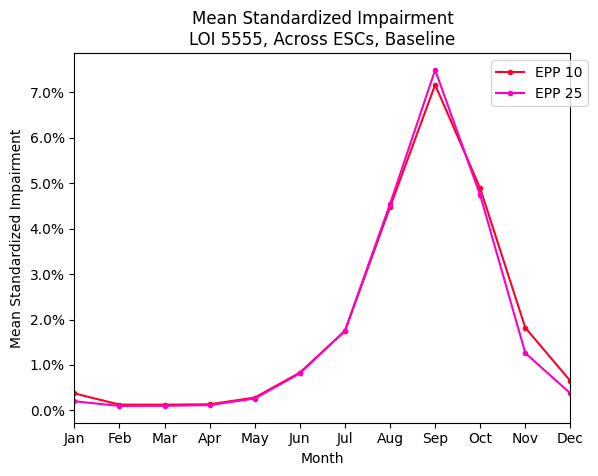 Mean Standardized Impairment
LOI 5555, Across ESCs, Baseline
EPP 10
EPP 25
Mean Standardized Impairment
7.0%
6.0%
5.0%
4.0%
3.0%
2.0%
1.0%
0.0%
Jan Feb Mar Apr May Jun Jul Aug Sep Oct Nov Dec
Month